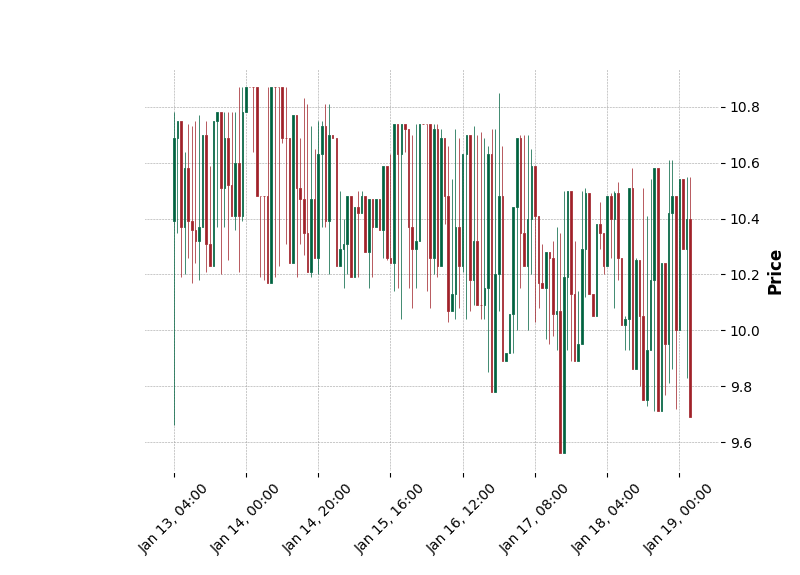 10.8
10.6
10.4
10.2
10.0
9.8
9.6
Price
Jan 13, 04:00
Jan 14, 00:00
Jan 14, 20:00
Jan 15, 16:00
Jan 16, 12:00
Jan 17, 08:00
Jan 18, 04:00
Jan 19, 00:00